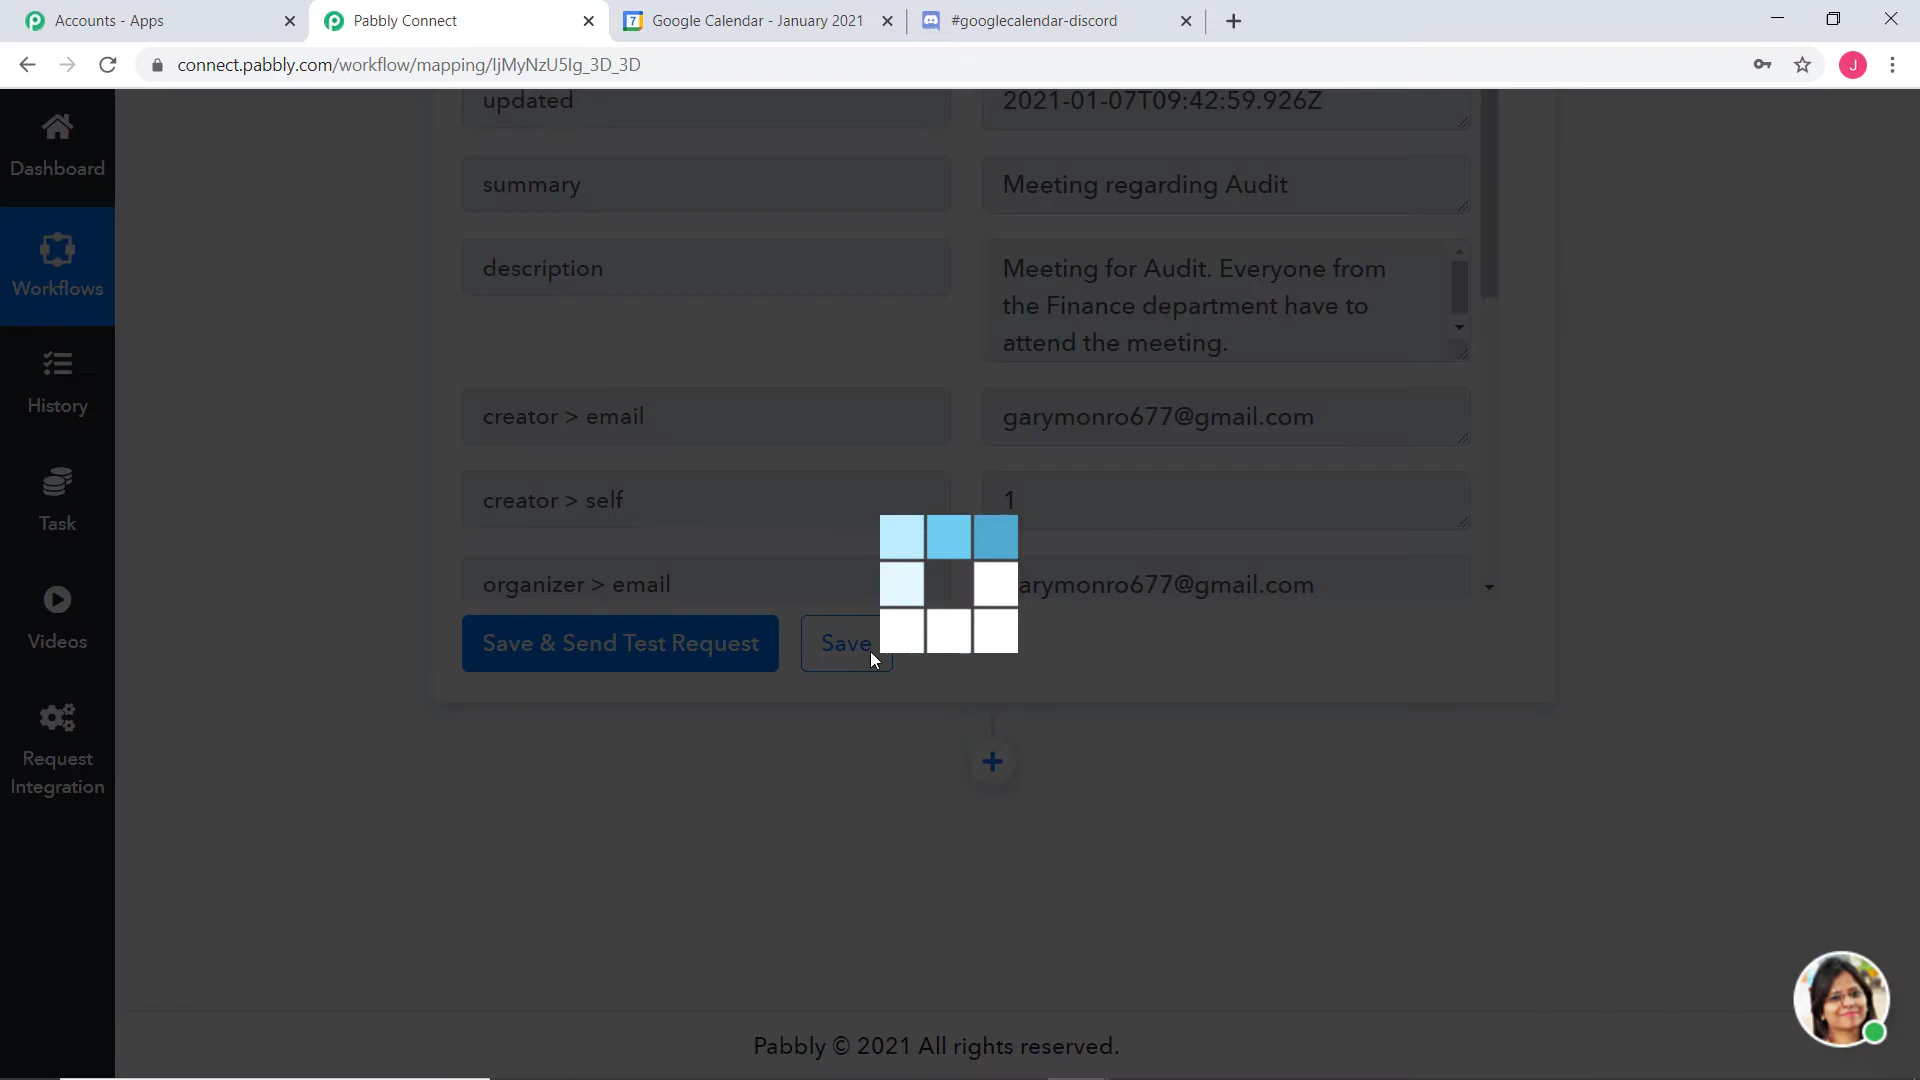 Accounts - Apps
Pabbly Connect
7 Google Calendar - January 2021
#googlecalendar-discord
connect.pabbly.com/workflow/mapping/IjMyNzU5Ig_3D_3D
J
updated
2021-01-07T09:42:59.926Z
Dashboard
summary
Meeting regarding Audit
Workflows
description
Meeting for Audit. Everyone from
the Finance department have to
attend the meeting.
History
creator > email
garymonro677@gmail.com
Task
creator > self
1
organizer > email
arymonro677@gmail.com
Videos
Save & Send Test Request
Save
Request
Integration
Pabbly © 2021 All rights reserved.